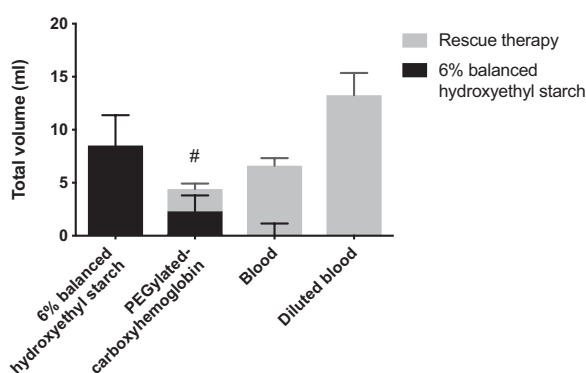 20
15
10
5
0
Total volume (ml)
#
6% balanced
hydroxyethyl starch
PEGylated-
carboxyhemoglobin
Blood
Diluted blood
Rescue therapy
6% balanced
hydroxyethyl starch